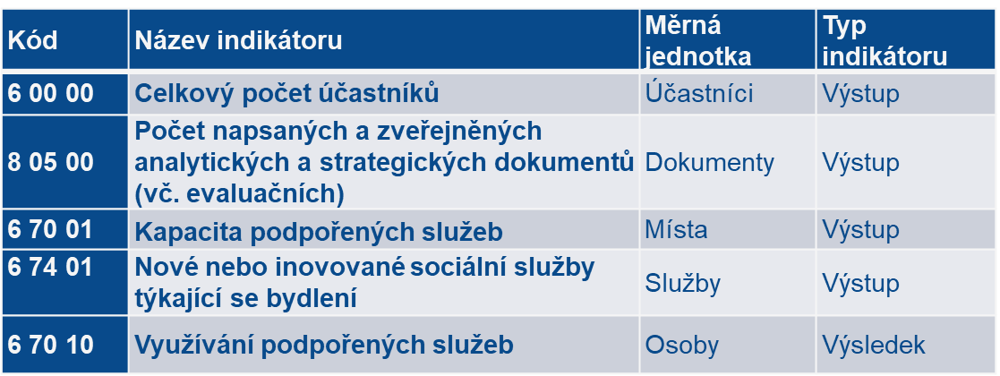 Kód Název indikátoru Měrná jednotka Typ indikátoru
6 00 00 Celkový počet účastníků Účastníci Výstup
8 05 00 Počet napsaných a zveřejněných
analytických a strategických dokumentů
(vč. evaluačních) Dokumenty Výstup
6 70 01 Kapacita podpořených služeb Místa Výstup
6 74 01 Nové nebo inovované sociální služby
týkající se bydlení Služby Výstup
6 70 10 Využívání podpořených služeb Osoby Výsledek